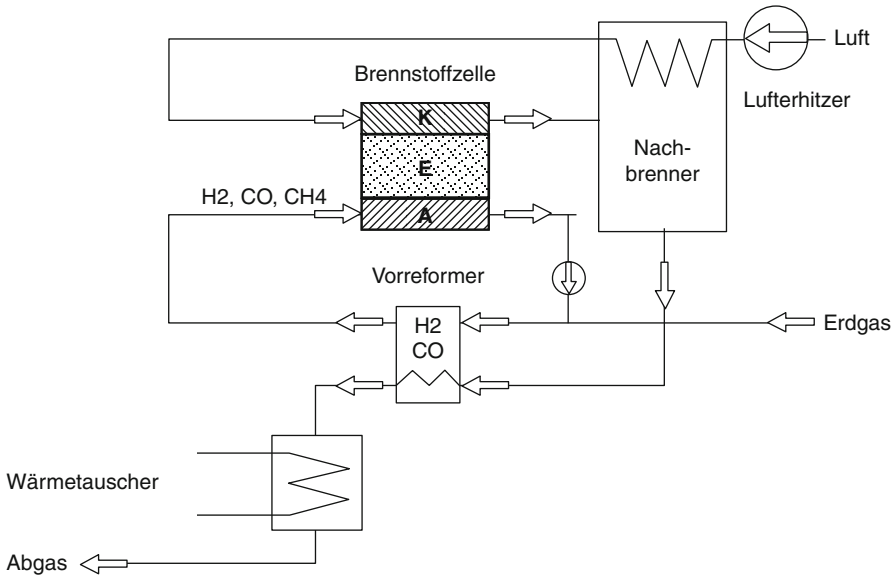 Luft
Brennstoffzelle
Lufterhitzer
K
Nach-
brenner
E
H2, CO, CH4
A
Vorreformer
Erdgas
H2
CO
Wärmetauscher
Abgas